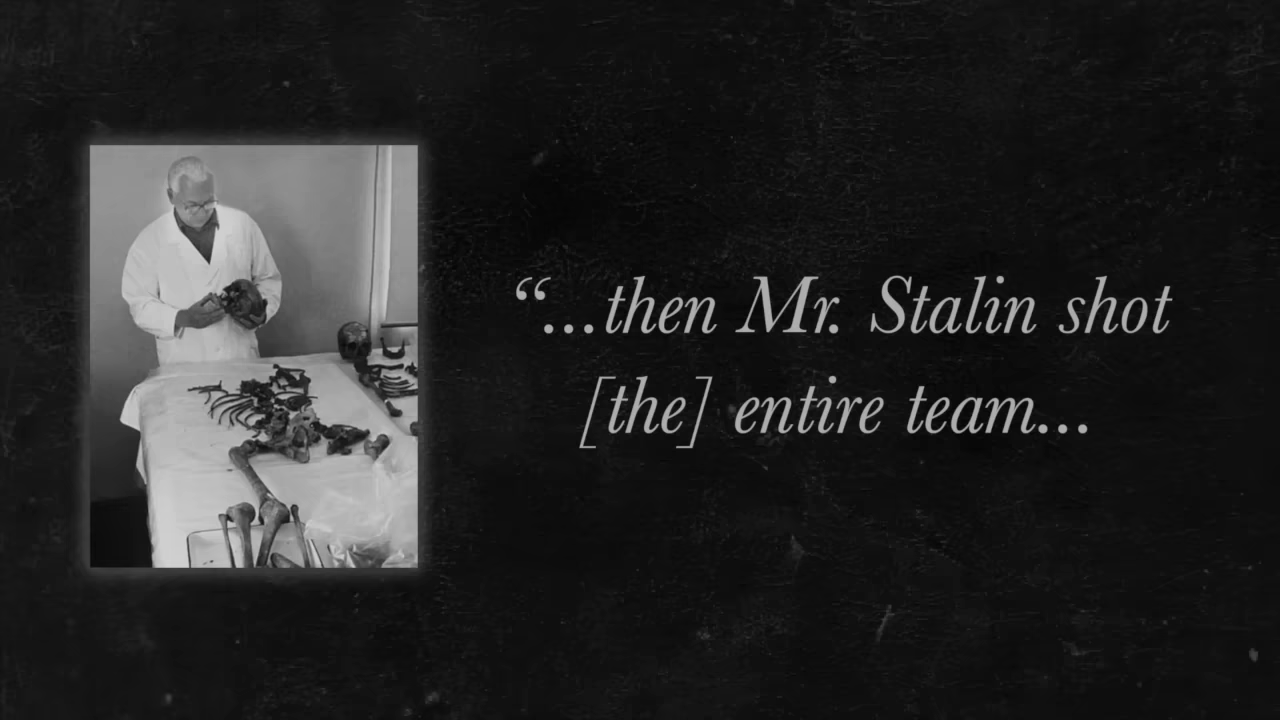 “...then Mr. Stalin shot
[the] entire team...